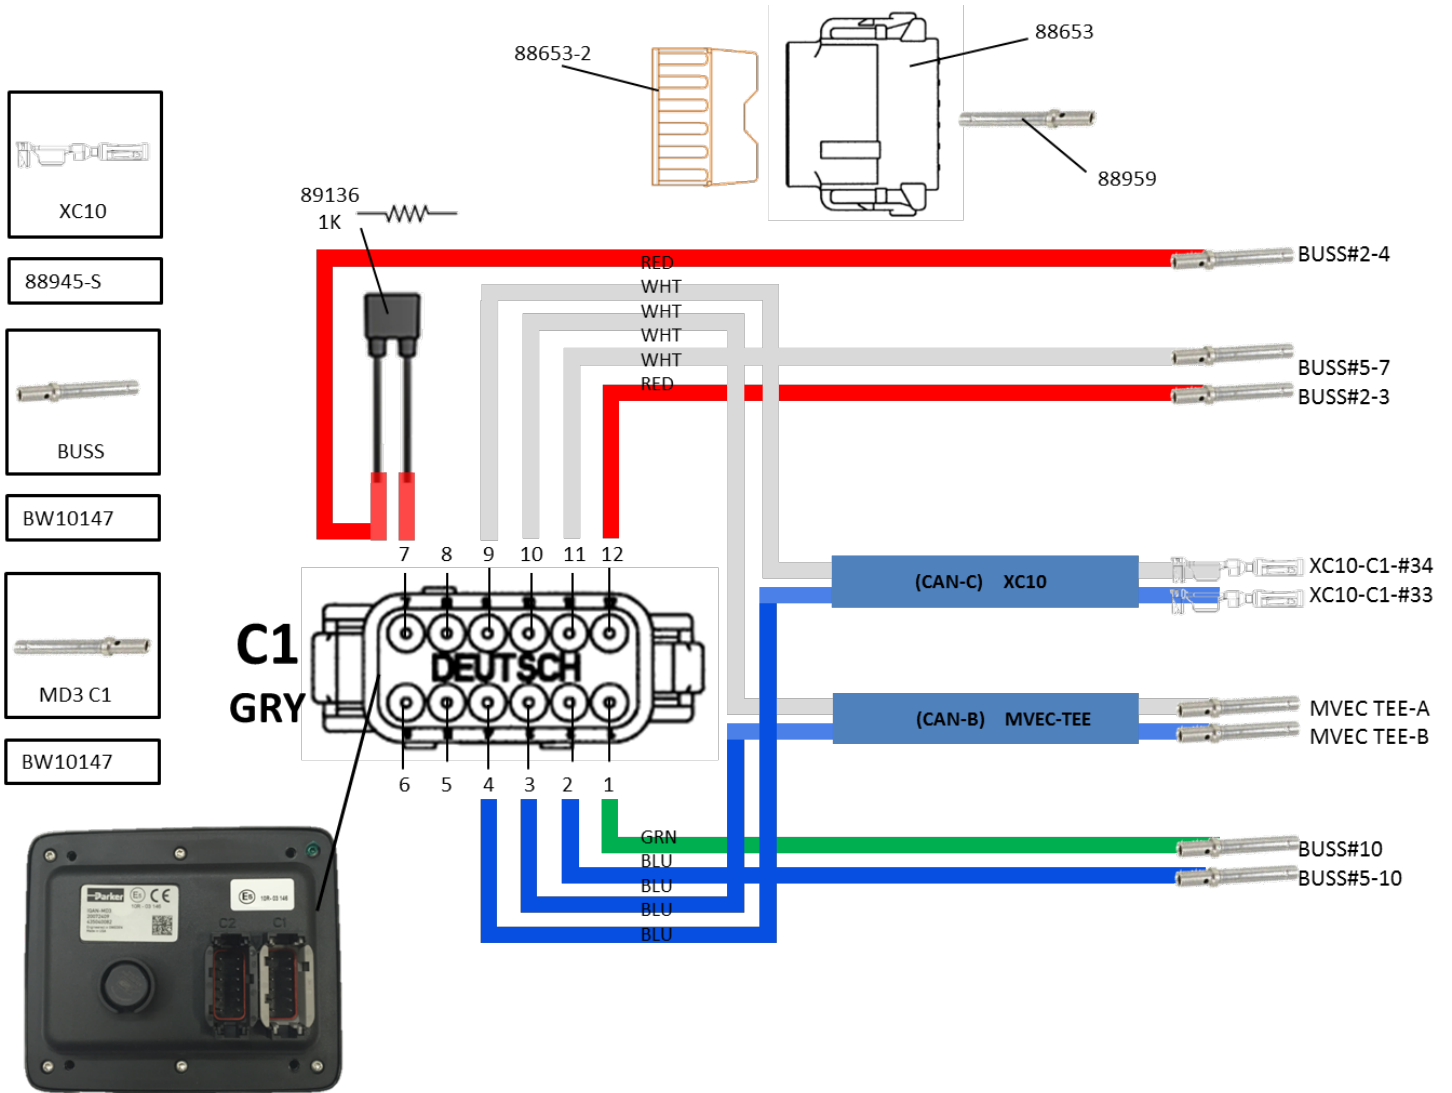 88653-2
88653
88959
XC10
88945-S
BUSS
BW10147
MD3 C1
BW10147
89136
1K
RED
WHT
WHT
WHT
WHT
RED
BUSS#2-4
BUSS#5-7
BUSS#2-3
7 8 9 10 11 12
C1
GRY
DEUTSCH
6 5 4 3 2 1
(CAN-C) XC10
XC10-C1-#34
XC10-C1-#33
(CAN-B) MVEC-TEE
MVEC TEE-A
MVEC TEE-B
GRN
BLU
BLU
BLU
BLU
BUSS#10
BUSS#5-10
Parker
C2 C1